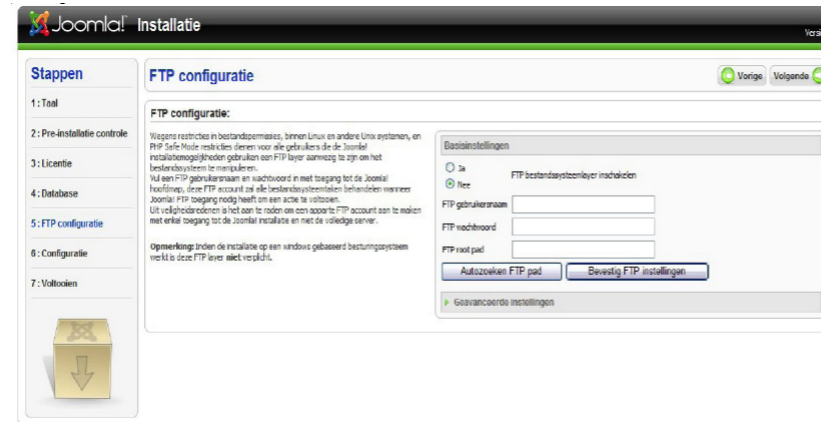 Joomla! Installatie
Versi
Stappen
1 : Taal
2 : Pre-installatie controle
3 : Licentie
4 : Database
5 : FTP configuratie
6 : Configuratie
7 : Voltooien
FTP configuratie
Vorige Volgende
FTP configuratie:
Wegens restricties in bestandspermissies, binnen Linux en andere Unix systemen, en
PHP Safe Mode restricties dienen voor alle gebruikers die de Joomla!
installatiemogelijkheden gebruiken een FTP layer aanwezig te zijn om het
bestandssysteem te manipuleren.
Vul een FTP gebruikersnaam en wachtwoord in met toegang tot de Joomla!
hoofdmap, deze FTP account zal alle bestandssysteemtaken behandelen wanneer
Joomla! FTP toegang nodig heeft om een actie te voltooien.
Uit veiligheidsredenen is het aan te raden om een aparte FTP account aan te maken
met enkel toegang tot de Joomla! installatie en niet de volledige server.
Opmerking: Indien de installatie op een windows gebaseerd besturingssysteem
werkt is deze FTP layer niet verplicht.
Basisinstellingen
Ja
Nee
FTP bestandssysteemlayer inschakelen
FTP gebruikersnaam
FTP wachtwoord
FTP root pad
Autozoeken FTP pad Bevestig FTP instellingen
Geavanceerde instellingen